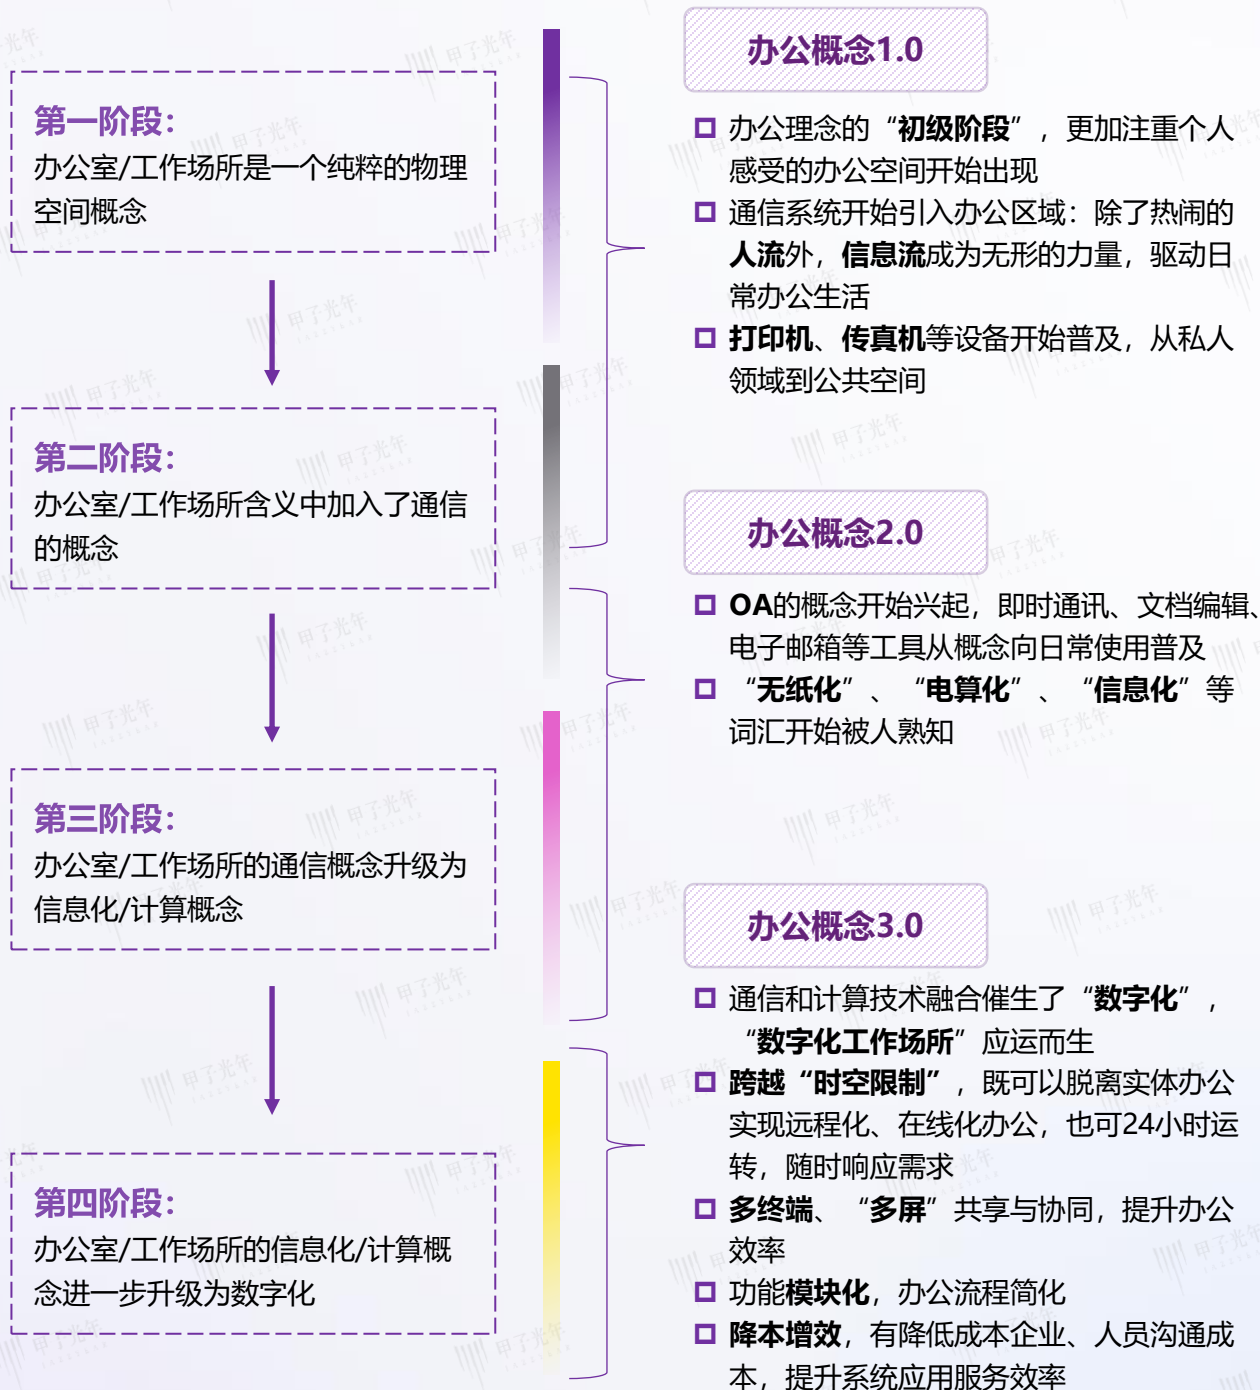 第一阶段：
办公室/工作场所是一个纯粹的物理
空间概念
第二阶段：
办公室/工作场所含义中加入了通信
的概念
第三阶段：
办公室/工作场所的通信概念升级为
信息化/计算概念
第四阶段：
办公室/工作场所的信息化/计算概
念进一步升级为数字化
办公概念1.0
办公理念的“初级阶段”，更加注重个人
感受的办公空间开始出现
通信系统开始引入办公区域：除了热闹的
人流外，信息流成为无形的力量，驱动日
常办公生活
打印机、传真机等设备开始普及，从私人
领域到公共空间
办公概念2.0
OA的概念开始兴起，即时通讯、文档编辑、
电子邮箱等工具从概念向日常使用普及
“无纸化”、“电算化”、“信息化”等
词汇开始被人熟知
办公概念3.0
通信和计算技术融合催生了“数字化”，
“数字化工作场所”应运而生
跨越“时空限制”，既可以脱离实体办公
实现远程化、在线化办公，也可24小时运
转，随时响应需求
多终端、“多屏”共享与协同，提升办公
效率
功能模块化，办公流程简化
降本增效，有降低成本企业、人员沟通成
本，提升系统应用服务效率
甲子光年